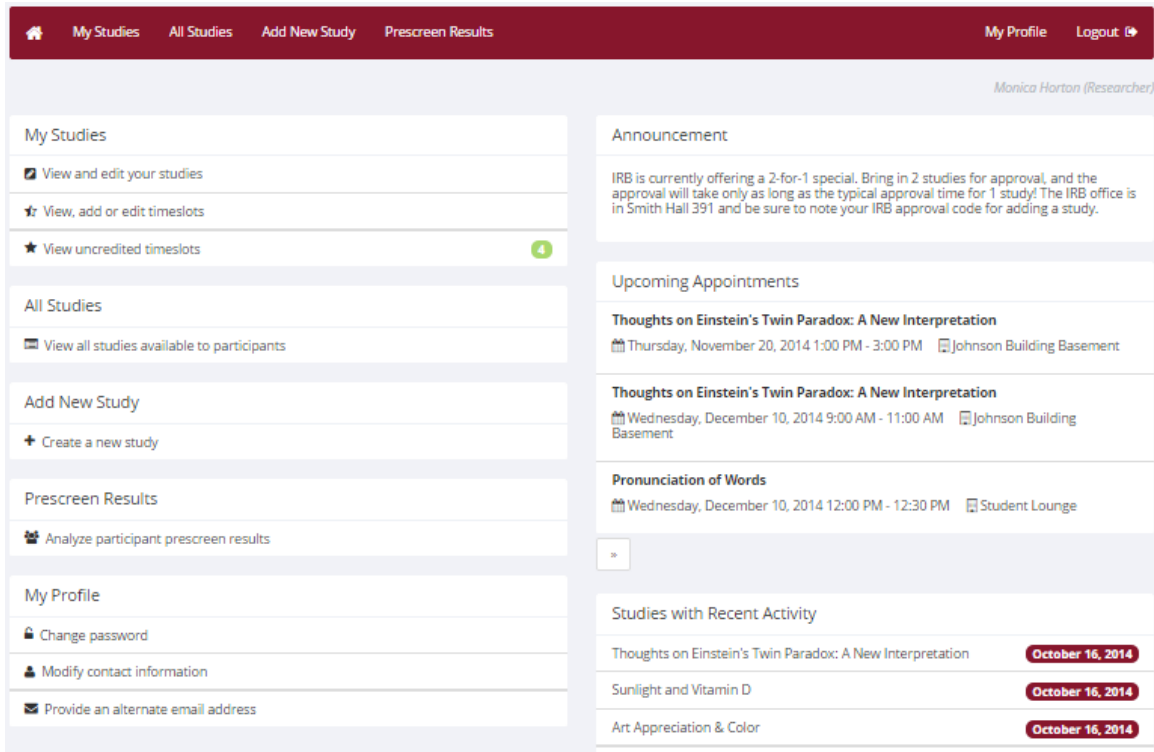 My Studies All Studies Add New Study Prescreen Results My Profile Logout
Monica Horton (Researcher)
My Studies
View and edit your studies
View, add or edit timeslots
View uncredited timeslots 4
All Studies
View all studies available to participants
Add New Study
Create a new study
Prescreen Results
Analyze participant prescreen results
My Profile
Change password
Modify contact information
Provide an alternate email address
Announcement
IRB is currently offering a 2-for-1 special. Bring in 2 studies for approval, and the
approval will take only as long as the typical approval time for 1 study! The IRB office is
in Smith Hall 391 and be sure to note your IRB approval code for adding a study.
Upcoming Appointments
Thoughts on Einstein's Twin Paradox: A New Interpretation
Thursday, November 20, 2014 1:00 PM - 3:00 PM Johnson Building Basement
Thoughts on Einstein's Twin Paradox: A New Interpretation
Wednesday, December 10, 2014 9:00 AM - 11:00 AM Johnson Building
Basement
Pronunciation of Words
Wednesday, December 10, 2014 12:00 PM - 12:30 PM Student Lounge
»
Studies with Recent Activity
Thoughts on Einstein's Twin Paradox: A New Interpretation October 16, 2014
Sunlight and Vitamin D October 16, 2014
Art Appreciation & Color October 16, 2014